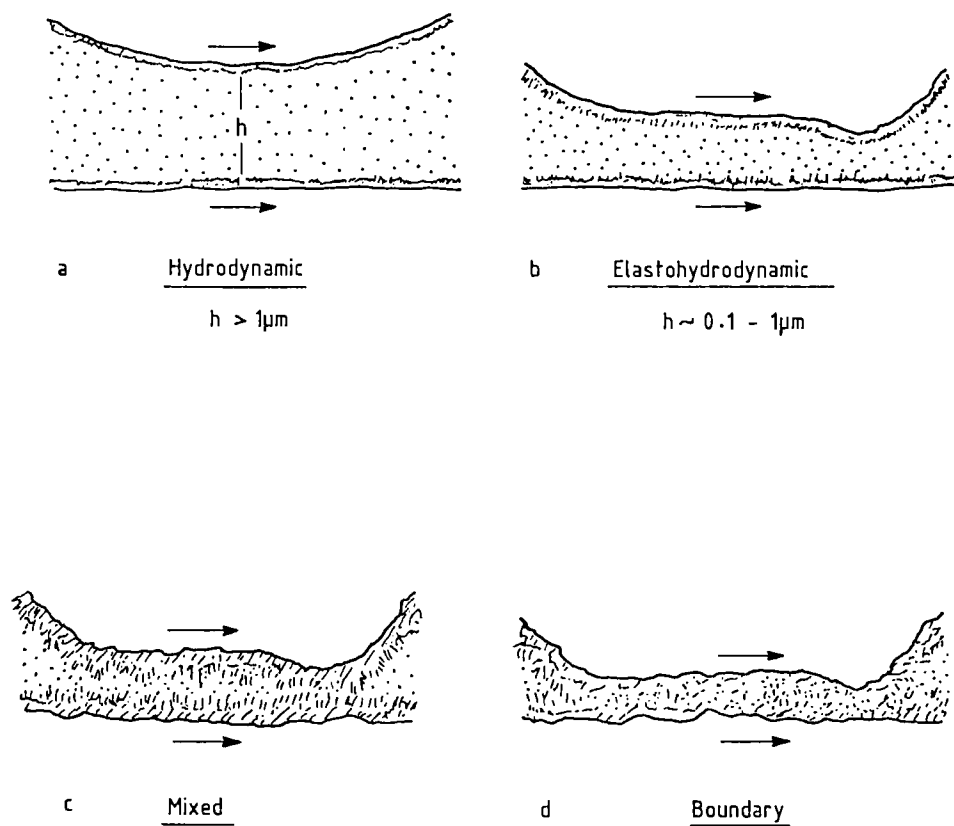 h
a Hydrodynamic
h > 1µm
b Elastohydrodynamic
h ~ 0.1 - 1µm
c Mixed
d Boundary